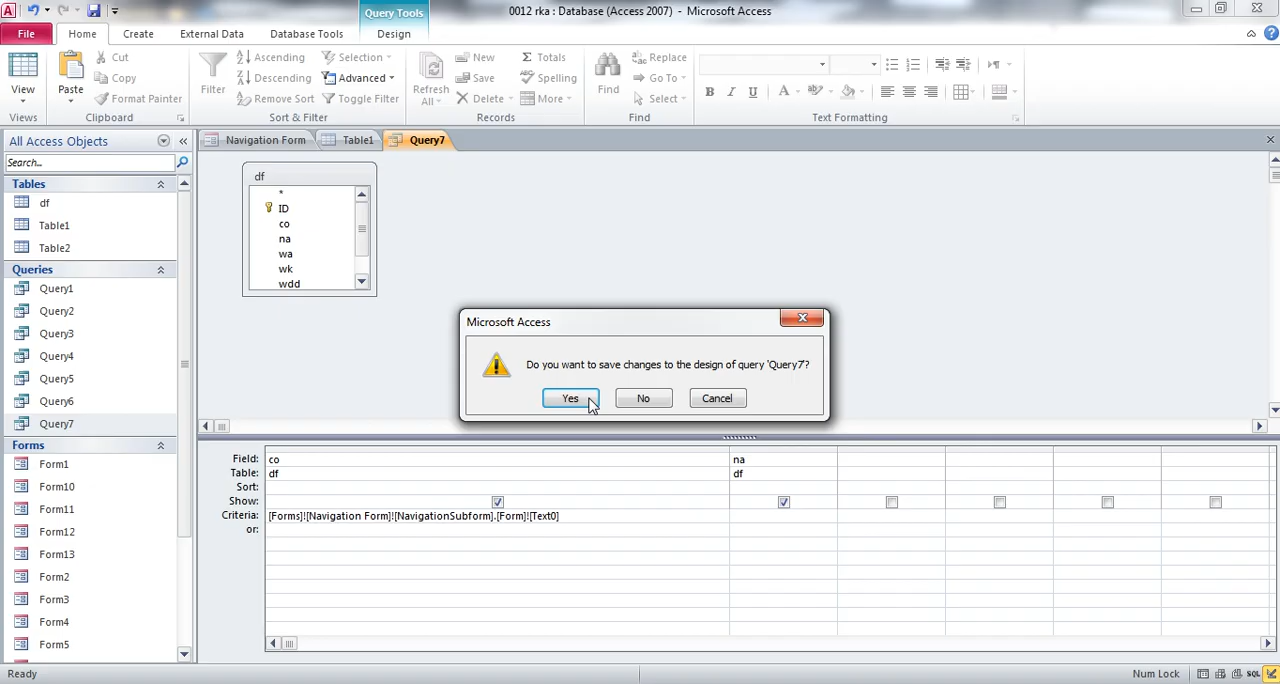 Query Tools
0012 rka : Database (Access 2007) - Microsoft Access
File Home Create External Data Database Tools Design
View
Views
Paste
Cut
Copy
Format Painter
Clipboard
Filter
Ascending
Descending
Remove Sort
Selection
Advanced
Toggle Filter
Sort & Filter
Refresh All
New
Save
Delete
Totals
Spelling
More
Records
Find
Replace
Go To
Select
Find
B I U A
Text Formatting
All Access Objects
Search...
Tables
df
Table1
Table2
Queries
Query1
Query2
Query3
Query4
Query5
Query6
Query7
Forms
Form1
Form10
Form11
Form12
Form13
Form2
Form3
Form4
Form5
Navigation Form Table1 Query7
df
*
ID
co
na
wa
wk
wdd
Microsoft Access
Do you want to save changes to the design of query 'Query7'?
Yes No Cancel
Field: co na
Table: df df
Sort:
Show:
Criteria: [Forms]![Navigation Form]![NavigationSubform].[Form]![Text0]
or:
Ready Num Lock SQL